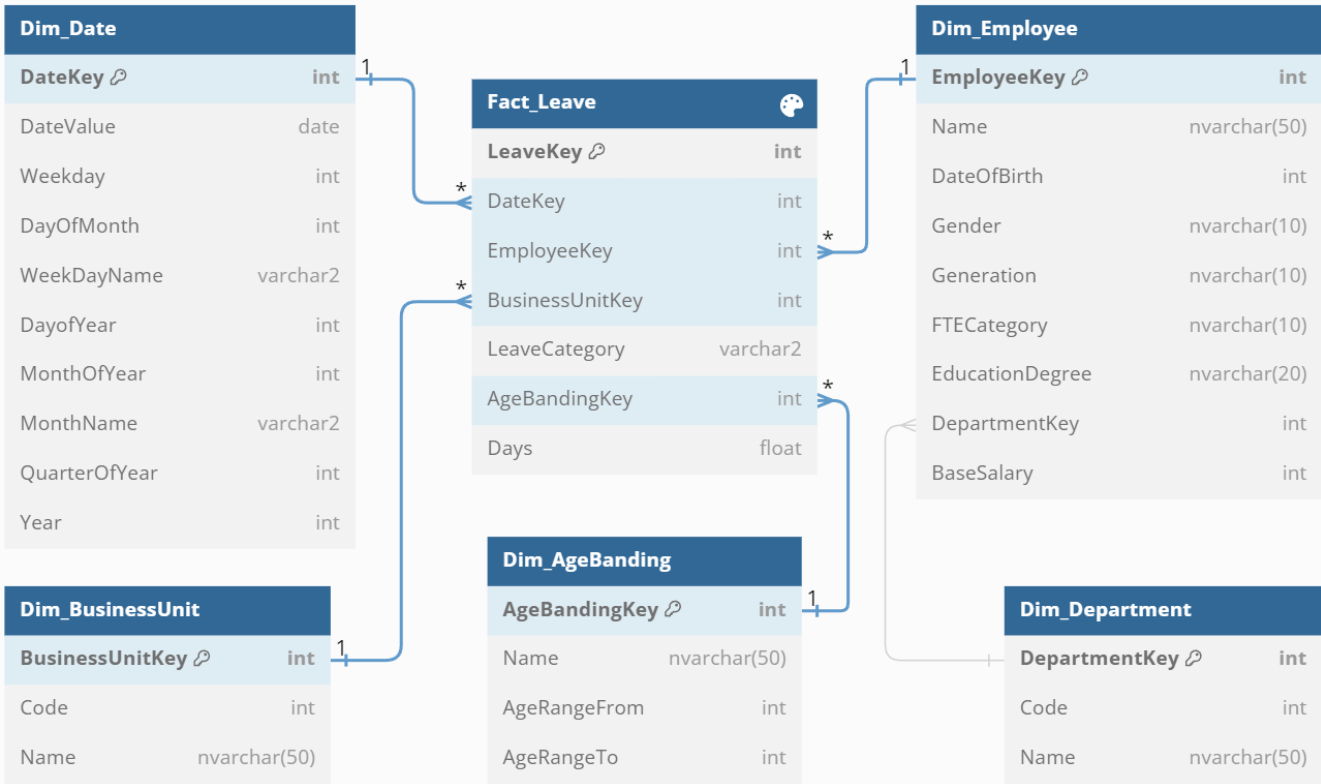 Dim_Date
DateKey int
DateValue date
Weekday int
DayOfMonth int
WeekDayName varchar2
DayofYear int
MonthOfYear int
MonthName varchar2
QuarterOfYear int
Year int
1
*
Fact_Leave
LeaveKey int
DateKey int
EmployeeKey int
BusinessUnitKey int
LeaveCategory varchar2
AgeBandingKey int
Days float
*
*
*
1
Dim_Employee
EmployeeKey int
Name nvarchar(50)
DateOfBirth int
Gender nvarchar(10)
Generation nvarchar(10)
FTECategory nvarchar(10)
EducationDegree nvarchar(20)
DepartmentKey int
BaseSalary int
Dim_BusinessUnit
BusinessUnitKey int
Code int
Name nvarchar(50)
1
Dim_AgeBanding
AgeBandingKey int
Name nvarchar(50)
AgeRangeFrom int
AgeRangeTo int
1
Dim_Department
DepartmentKey int
Code int
Name nvarchar(50)